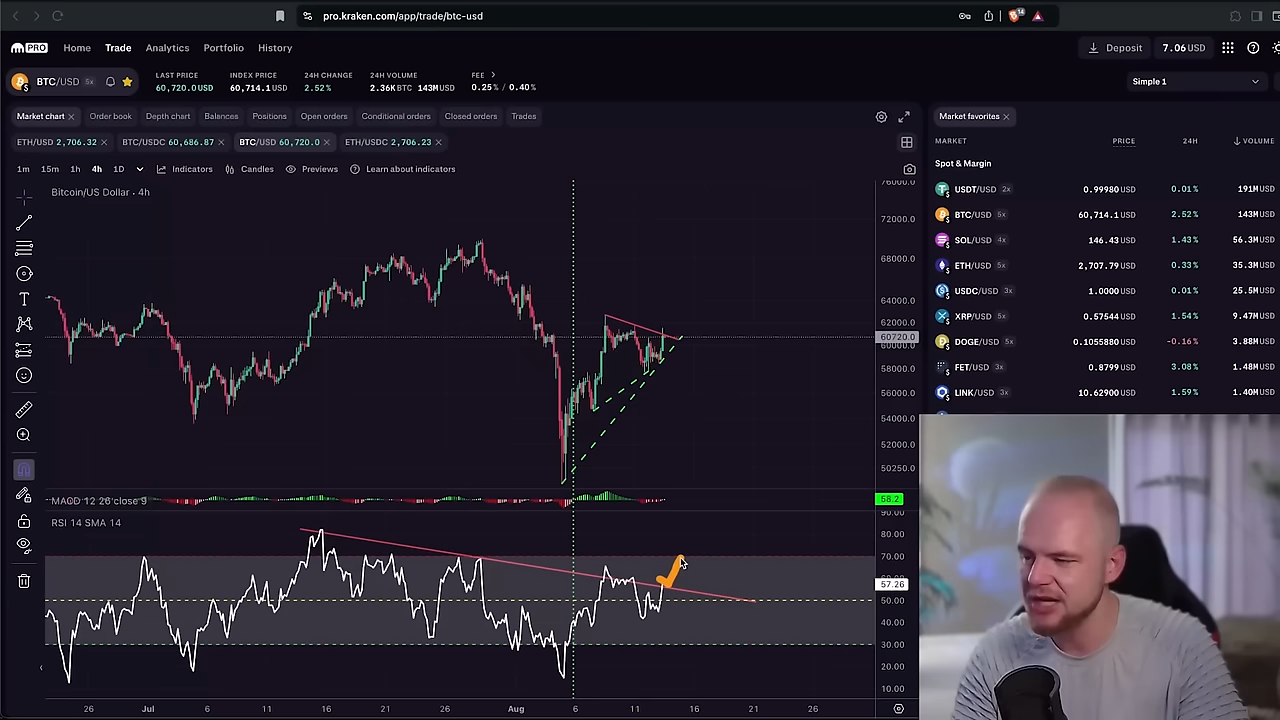 pro.kraken.com/app/trade/btc-usd
14
PRO Home Trade Analytics Portfolio History Deposit 7.06 USD
BTC/USD 5x
LAST PRICE INDEX PRICE 24H CHANGE 24H VOLUME FEE
60,720.0 USD 60,714.1 USD 2.52% 2.36K BTC 143M USD 0.25% / 0.40%
Simple 1
Market chart Order book Depth chart Balances Positions Open orders Conditional orders Closed orders Trades
ETH/USD 2,706.32 BTC/USDC 60,686.87 BTC/USD 60,720.0 ETH/USDC 2,706.23
1m 15m 1h 4h 1D Indicators Candles Previews Learn about indicators
Bitcoin/US Dollar · 4h
76000.0
72000.0
68000.0
64000.0
62000.0
60720.0
60000.0
58000.0
56000.0
54000.0
52000.0
50250.0
MACD 12 26 close 9
58.2
RSI 14 SMA 14
90.00
80.00
70.00
57.26
50.00
40.00
30.00
20.00
10.00
26 Jul 6 11 16 21 26 Aug 6 11 16 21 26
Market favorites
MARKET PRICE 24H VOLUME
Spot & Margin
USDT/USD 2x 0.99980 USD 0.01% 191M USD
BTC/USD 5x 60,714.1 USD 2.52% 143M USD
SOL/USD 4x 146.43 USD 1.43% 56.3M USD
ETH/USD 5x 2,707.79 USD 0.33% 35.3M USD
USDC/USD 3x 1.0000 USD 0.01% 25.5M USD
XRP/USD 5x 0.57544 USD 1.54% 9.47M USD
DOGE/USD 5x 0.1055880 USD -0.16% 3.88M USD
FET/USD 3x 0.8799 USD 3.08% 1.48M USD
LINK/USD 3x 10.62900 USD 1.59% 1.40M USD